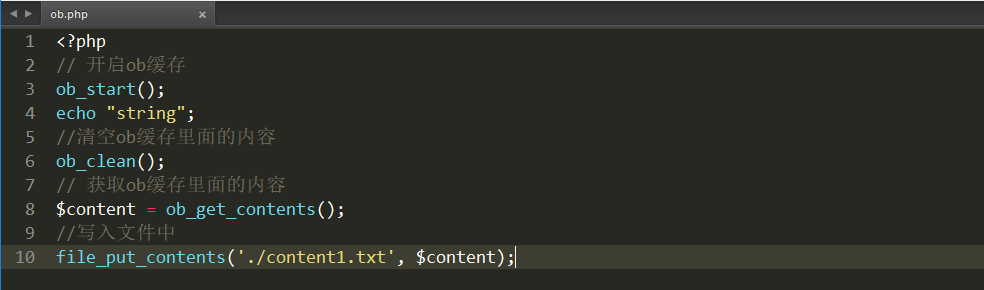 ob.php ×
1 <?php
2 // 开启ob缓存
3 ob_start();
4 echo "string";
5 //清空ob缓存里面的内容
6 ob_clean();
7 // 获取ob缓存里面的内容
8 $content = ob_get_contents();
9 //写入文件中
10 file_put_contents('./content1.txt', $content);